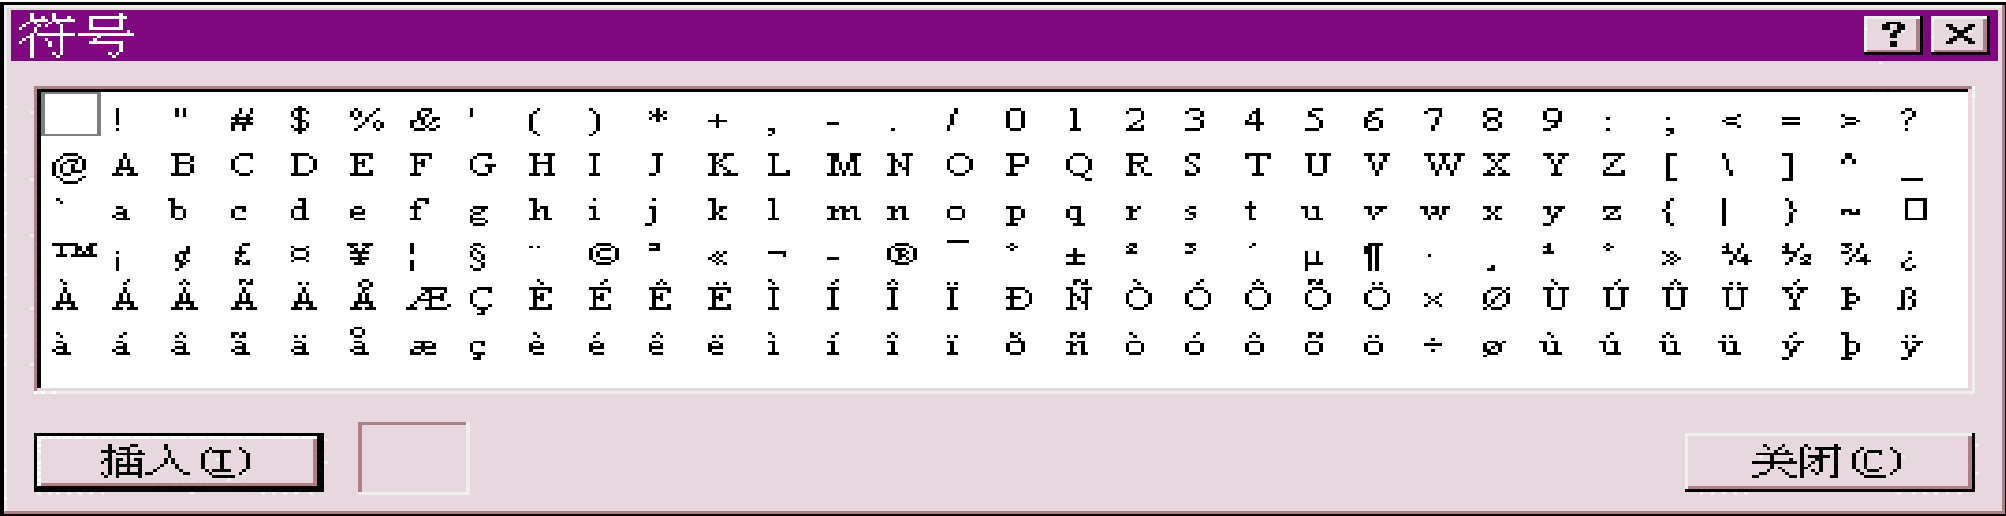 符号
! " # $ % & ' ( ) * + , - . / 0 1 2 3 4 5 6 7 8 9 : ; < = > ?
@ A B C D E F G H I J K L M N O P Q R S T U V W X Y Z [ \ ] ^ _
` a b c d e f g h i j k l m n o p q r s t u v w x y z { | } ~ □
™ ¡ ¢ £ ¤ ¥ ¦ § ¨ © ª « ¬ - ® ¯ ° ± ² ³ ´ µ ¶ · ¸ ¹ º » ¼ ½ ¾ ¿
À Á Â Ã Ä Å Æ Ç È É Ê Ë Ì Í Î Ï Ð Ñ Ò Ó Ô Õ Ö × Ø Ù Ú Û Ü Ý Þ ß
à á â ã ä å æ ç è é ê ë ì í î ï ð ñ ò ó ô õ ö ÷ ø ù ú û ü ý þ ÿ
插入(I) 关闭(C)